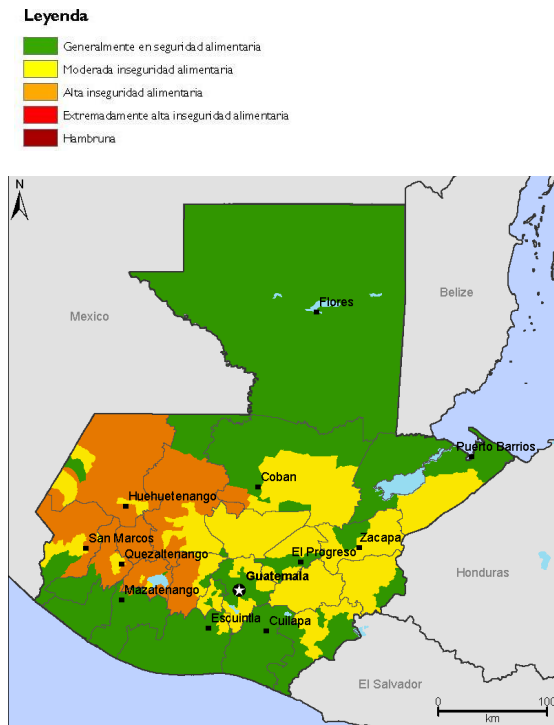 Leyenda
Generalmente en seguridad alimentaria
Moderada inseguridad alimentaria
Alta inseguridad alimentaria
Extremadamente alta inseguridad alimentaria
Hambruna
N
Flores
Belize
Mexico
Puerto Barrios
Coban
Huehuetenango
San Marcos
Zacapa
El Progreso
Quezaltenango
Guatemala
Honduras
Mazatenango
Escuintla
Cuilapa
El Salvador
0 100
km